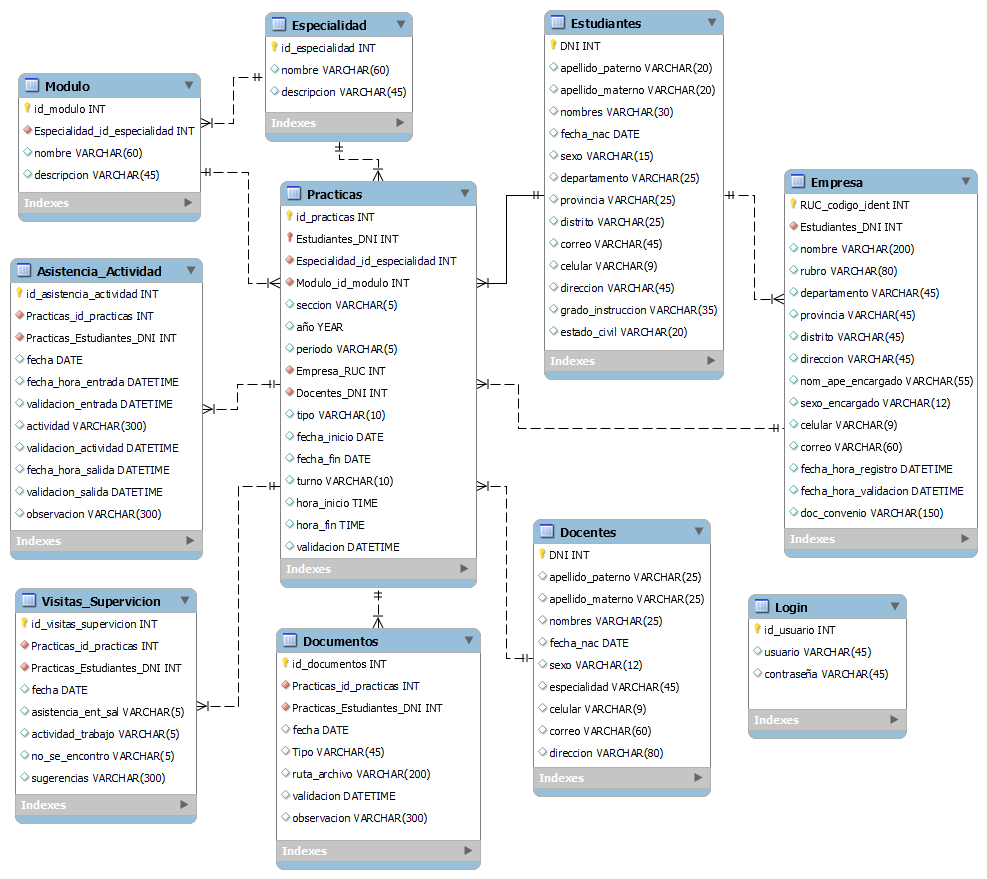 Especialidad
id_especialidad INT
nombre VARCHAR(60)
descripcion VARCHAR(45)
Indexes
Estudiantes
DNI INT
apellido_paterno VARCHAR(20)
apellido_materno VARCHAR(20)
nombres VARCHAR(30)
fecha_nac DATE
sexo VARCHAR(15)
departamento VARCHAR(25)
provincia VARCHAR(25)
distrito VARCHAR(25)
correo VARCHAR(45)
celular VARCHAR(9)
direccion VARCHAR(45)
grado_instruccion VARCHAR(35)
estado_civil VARCHAR(20)
Indexes
Modulo
id_modulo INT
Especialidad_id_especialidad INT
nombre VARCHAR(60)
descripcion VARCHAR(45)
Indexes
Practicas
id_practicas INT
Estudiantes_DNI INT
Especialidad_id_especialidad INT
Modulo_id_modulo INT
seccion VARCHAR(5)
año YEAR
periodo VARCHAR(5)
Empresa_RUC INT
Docentes_DNI INT
tipo VARCHAR(10)
fecha_inicio DATE
fecha_fin DATE
turno VARCHAR(10)
hora_inicio TIME
hora_fin TIME
validacion DATETIME
Indexes
Empresa
RUC_codigo_ident INT
Estudiantes_DNI INT
nombre VARCHAR(200)
rubro VARCHAR(80)
departamento VARCHAR(45)
provincia VARCHAR(45)
distrito VARCHAR(45)
direccion VARCHAR(45)
nom_ape_encargado VARCHAR(55)
sexo_encargado VARCHAR(12)
celular VARCHAR(9)
correo VARCHAR(60)
fecha_hora_registro DATETIME
fecha_hora_validacion DATETIME
doc_convenio VARCHAR(150)
Indexes
Asistencia_Actividad
id_asistencia_actividad INT
Practicas_id_practicas INT
Practicas_Estudiantes_DNI INT
fecha DATE
fecha_hora_entrada DATETIME
validacion_entrada DATETIME
actividad VARCHAR(300)
validacion_actividad DATETIME
fecha_hora_salida DATETIME
validacion_salida DATETIME
observacion VARCHAR(300)
Indexes
Docentes
DNI INT
apellido_paterno VARCHAR(25)
apellido_materno VARCHAR(25)
nombres VARCHAR(25)
fecha_nac DATE
sexo VARCHAR(12)
especialidad VARCHAR(45)
celular VARCHAR(9)
correo VARCHAR(60)
direccion VARCHAR(80)
Indexes
Visitas_Supervicion
id_visitas_supervicion INT
Practicas_id_practicas INT
Practicas_Estudiantes_DNI INT
fecha DATE
asistencia_ent_sal VARCHAR(5)
actividad_trabajo VARCHAR(5)
no_se_encontro VARCHAR(5)
sugerencias VARCHAR(300)
Indexes
Documentos
id_documentos INT
Practicas_id_practicas INT
Practicas_Estudiantes_DNI INT
fecha DATE
Tipo VARCHAR(45)
ruta_archivo VARCHAR(200)
validacion DATETIME
observacion VARCHAR(300)
Indexes
Login
id_usuario INT
usuario VARCHAR(45)
contraseña VARCHAR(45)
Indexes